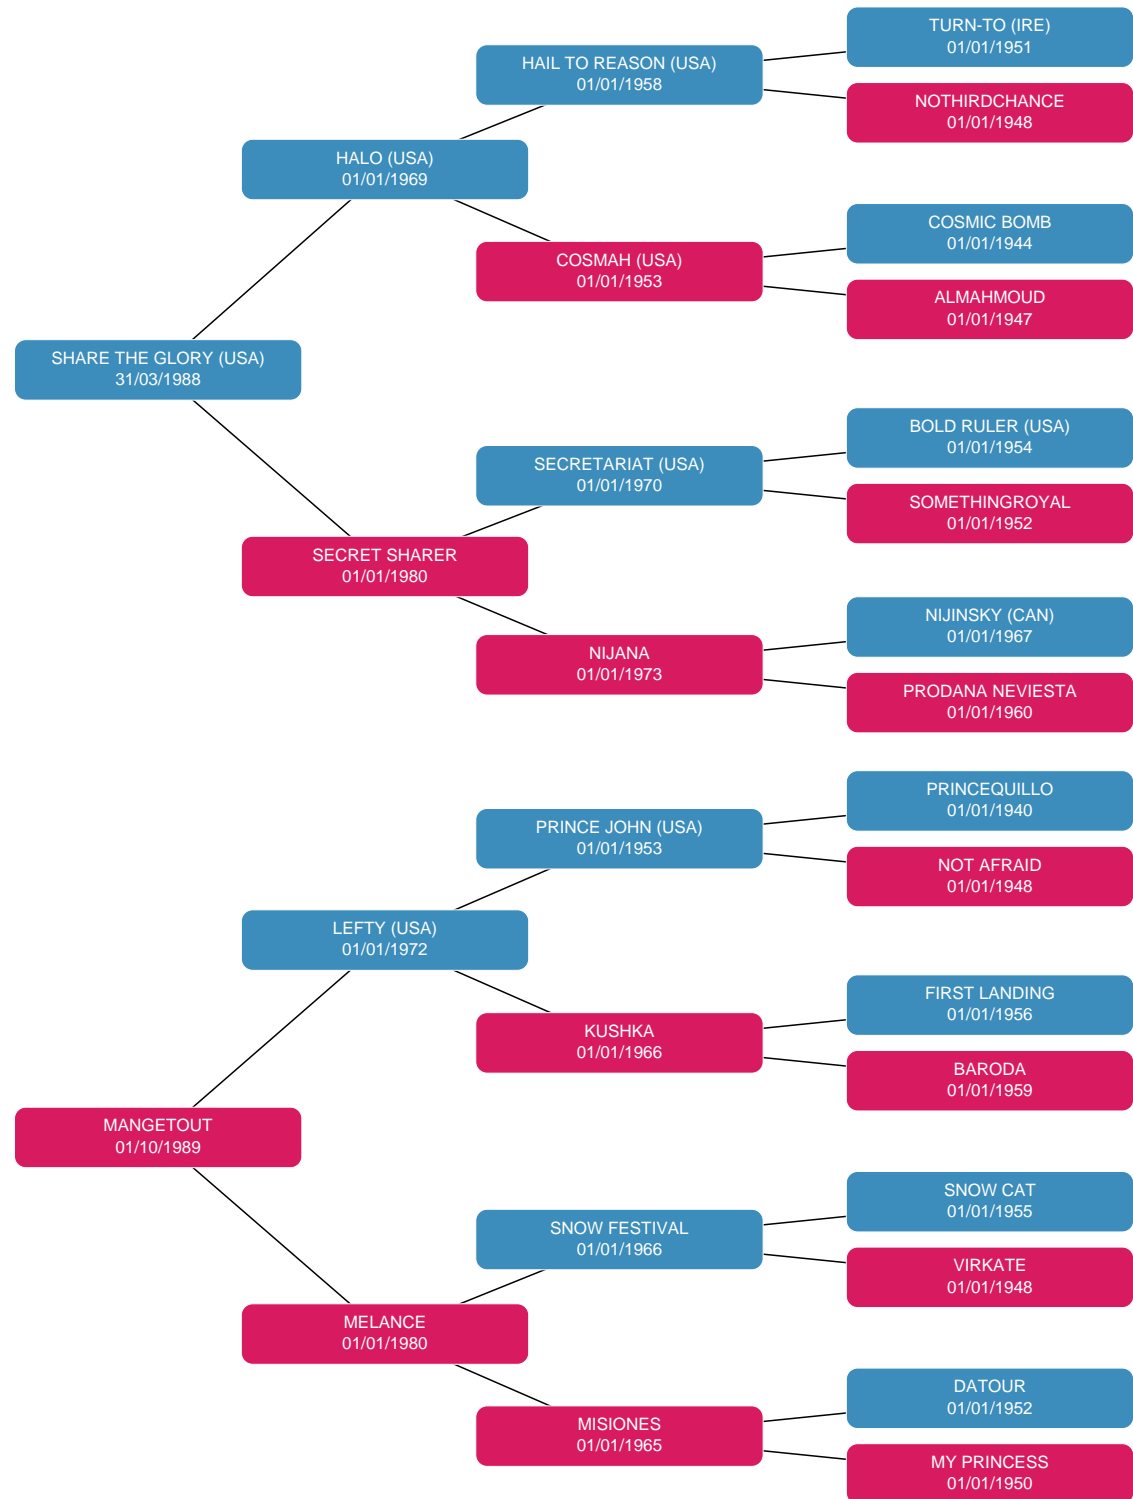 TURN-TO (IRE)
01/01/1951
HAIL TO REASON (USA)
01/01/1958
NOTHIRDCHANCE
01/01/1948
HALO (USA)
01/01/1969
COSMIC BOMB
01/01/1944
COSMAH (USA)
01/01/1953
ALMAHMOUD
01/01/1947
SHARE THE GLORY (USA)
31/03/1988
BOLD RULER (USA)
01/01/1954
SECRETARIAT (USA)
01/01/1970
SOMETHINGROYAL
01/01/1952
SECRET SHARER
01/01/1980
NIJINSKY (CAN)
01/01/1967
NIJANA
01/01/1973
PRODANA NEVIESTA
01/01/1960
PRINCEQUILLO
01/01/1940
PRINCE JOHN (USA)
01/01/1953
NOT AFRAID
01/01/1948
LEFTY (USA)
01/01/1972
FIRST LANDING
01/01/1956
KUSHKA
01/01/1966
BARODA
01/01/1959
MANGETOUT
01/10/1989
SNOW CAT
01/01/1955
SNOW FESTIVAL
01/01/1966
VIRKATE
01/01/1948
MELANCE
01/01/1980
DATOUR
01/01/1952
MISIONES
01/01/1965
MY PRINCESS
01/01/1950